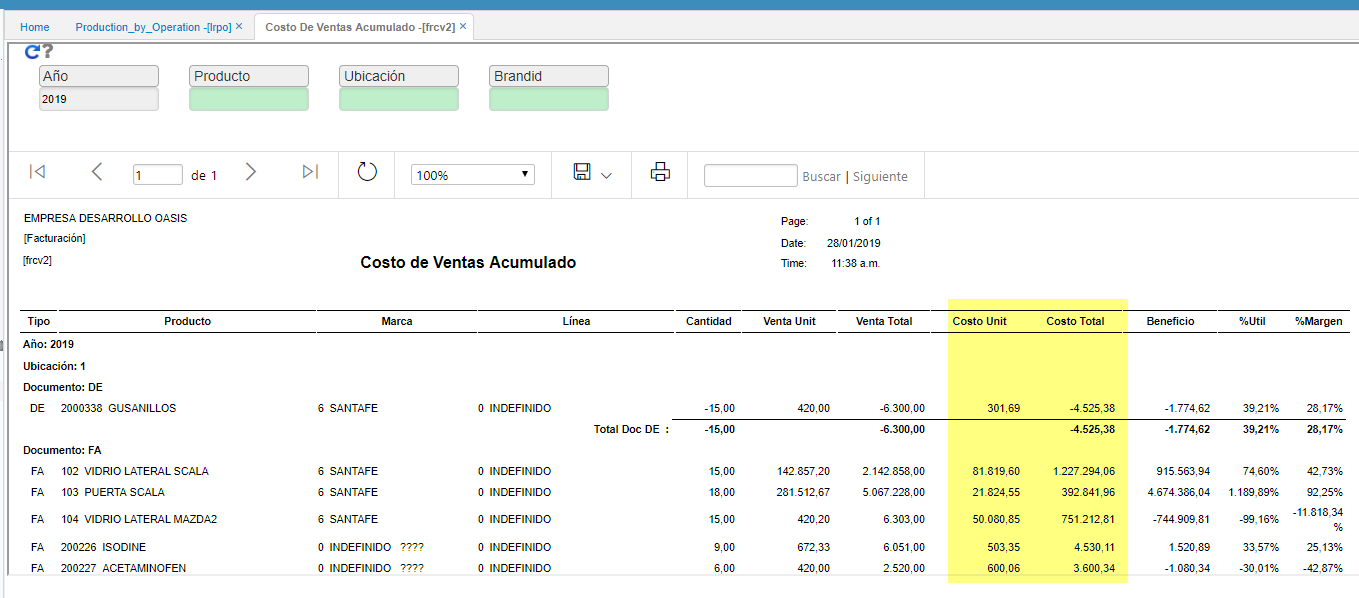 Home Production_by_Operation -[lrpo] × Costo De Ventas Acumulado -[frcv2] ×
?
Año Producto Ubicación Brandid
2019
1 de 1 100% Buscar | Siguiente
EMPRESA DESARROLLO OASIS Page: 1 of 1
[Facturación] Date: 28/01/2019
[frcv2] Costo de Ventas Acumulado Time: 11:38 a.m.
Tipo Producto Marca Línea Cantidad Venta Unit Venta Total Costo Unit Costo Total Beneficio %Util %Margen
Año: 2019
Ubicación: 1
Documento: DE
DE 2000338 GUSANILLOS 6 SANTAFE 0 INDEFINIDO -15,00 420,00 -6.300,00 301,69 -4.525,38 -1.774,62 39,21% 28,17%
Total Doc DE : -15,00 -6.300,00 -4.525,38 -1.774,62 39,21% 28,17%
Documento: FA
FA 102 VIDRIO LATERAL SCALA 6 SANTAFE 0 INDEFINIDO 15,00 142.857,20 2.142.858,00 81.819,60 1.227.294,06 915.563,94 74,60% 42,73%
FA 103 PUERTA SCALA 6 SANTAFE 0 INDEFINIDO 18,00 281.512,67 5.067.228,00 21.824,55 392.841,96 4.674.386,04 1.189,89% 92,25%
FA 104 VIDRIO LATERAL MAZDA2 6 SANTAFE 0 INDEFINIDO 15,00 420,20 6.303,00 50.080,85 751.212,81 -744.909,81 -99,16% -11.818,34
%
FA 200226 ISODINE 0 INDEFINIDO ???? 0 INDEFINIDO 9,00 672,33 6.051,00 503,35 4.530,11 1.520,89 33,57% 25,13%
FA 200227 ACETAMINOFEN 0 INDEFINIDO ???? 0 INDEFINIDO 6,00 420,00 2.520,00 600,06 3.600,34 -1.080,34 -30,01% -42,87%